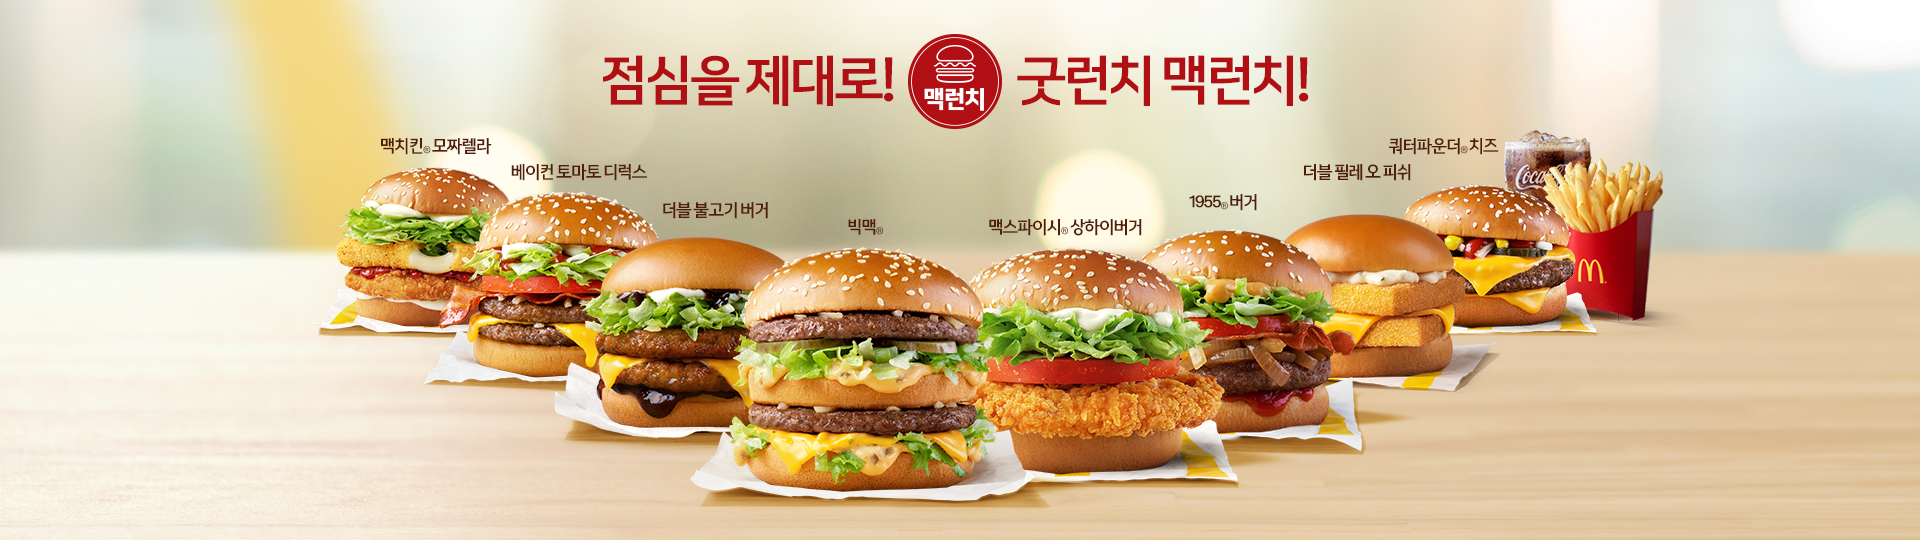 점심을 제대로! 맥런치 굿런치 맥런치!
맥치킨® 모짜렐라
베이컨 토마토 디럭스
더블 불고기 버거
빅맥®
맥스파이시® 상하이버거
1955® 버거
더블 필레 오 피쉬
쿼터파운더® 치즈
Coca